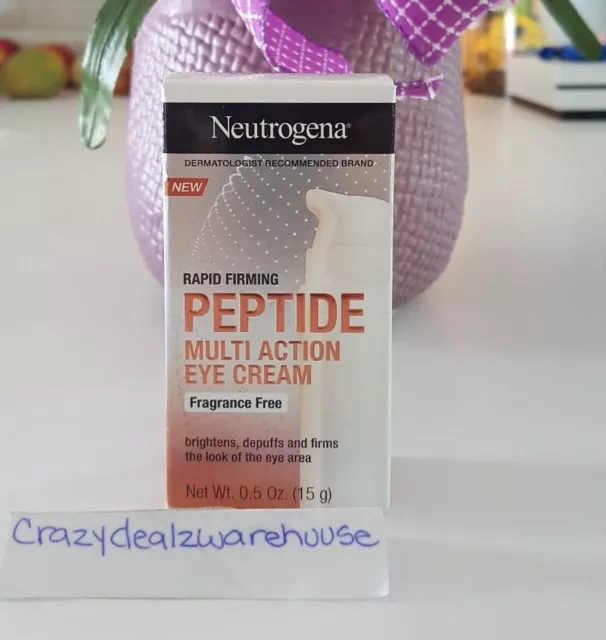 Neutrogena®
DERMATOLOGIST RECOMMENDED BRAND
NEW
RAPID FIRMING
PEPTIDE
MULTI ACTION
EYE CREAM
Fragrance Free
brightens, depuffs and firms
the look of the eye area
Net Wt. 0.5 Oz. (15 g)
Crazydealzwarehuuse